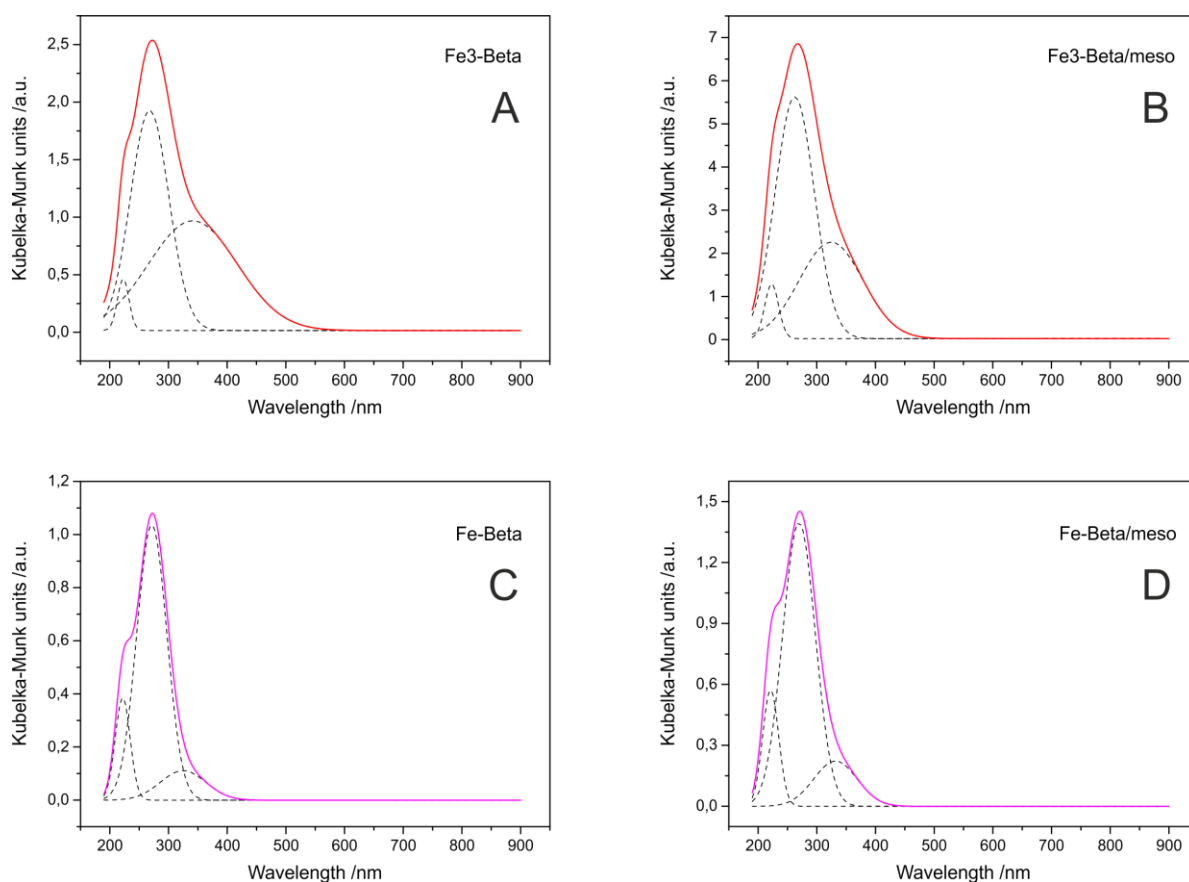 Kubelka-Munk units /a.u.
2,5
2,0
1,5
1,0
0,5
0,0
Fe3-Beta
A
200 300 400 500 600 700 800 900
Wavelength /nm
Kubelka-Munk units /a.u.
7
6
5
4
3
2
1
0
Fe3-Beta/meso
B
200 300 400 500 600 700 800 900
Wavelength /nm
Kubelka-Munk units /a.u.
1,2
1,0
0,8
0,6
0,4
0,2
0,0
Fe-Beta
C
200 300 400 500 600 700 800 900
Wavelength /nm
Kubelka-Munk units /a.u.
1,5
1,2
0,9
0,6
0,3
0,0
Fe-Beta/meso
D
200 300 400 500 600 700 800 900
Wavelength /nm